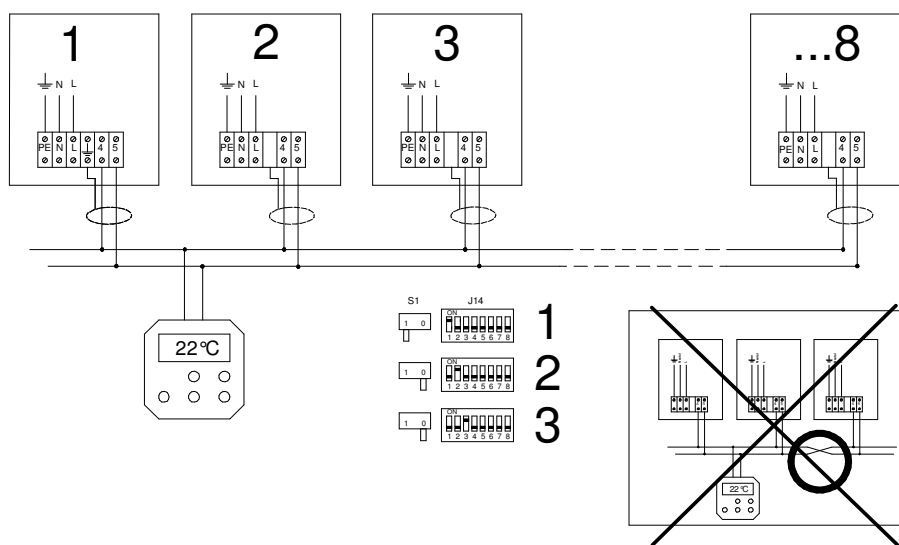 1 2 3 ...8
N L N L N L N L
PE N L 4 5 PE N L 4 5 PE N L 4 5 PE N L 4 5
22°C
S1 J14
1 0 ON 1 2 3 4 5 6 7 8 1
1 0 ON 1 2 3 4 5 6 7 8 2
1 0 ON 1 2 3 4 5 6 7 8 3
22°C